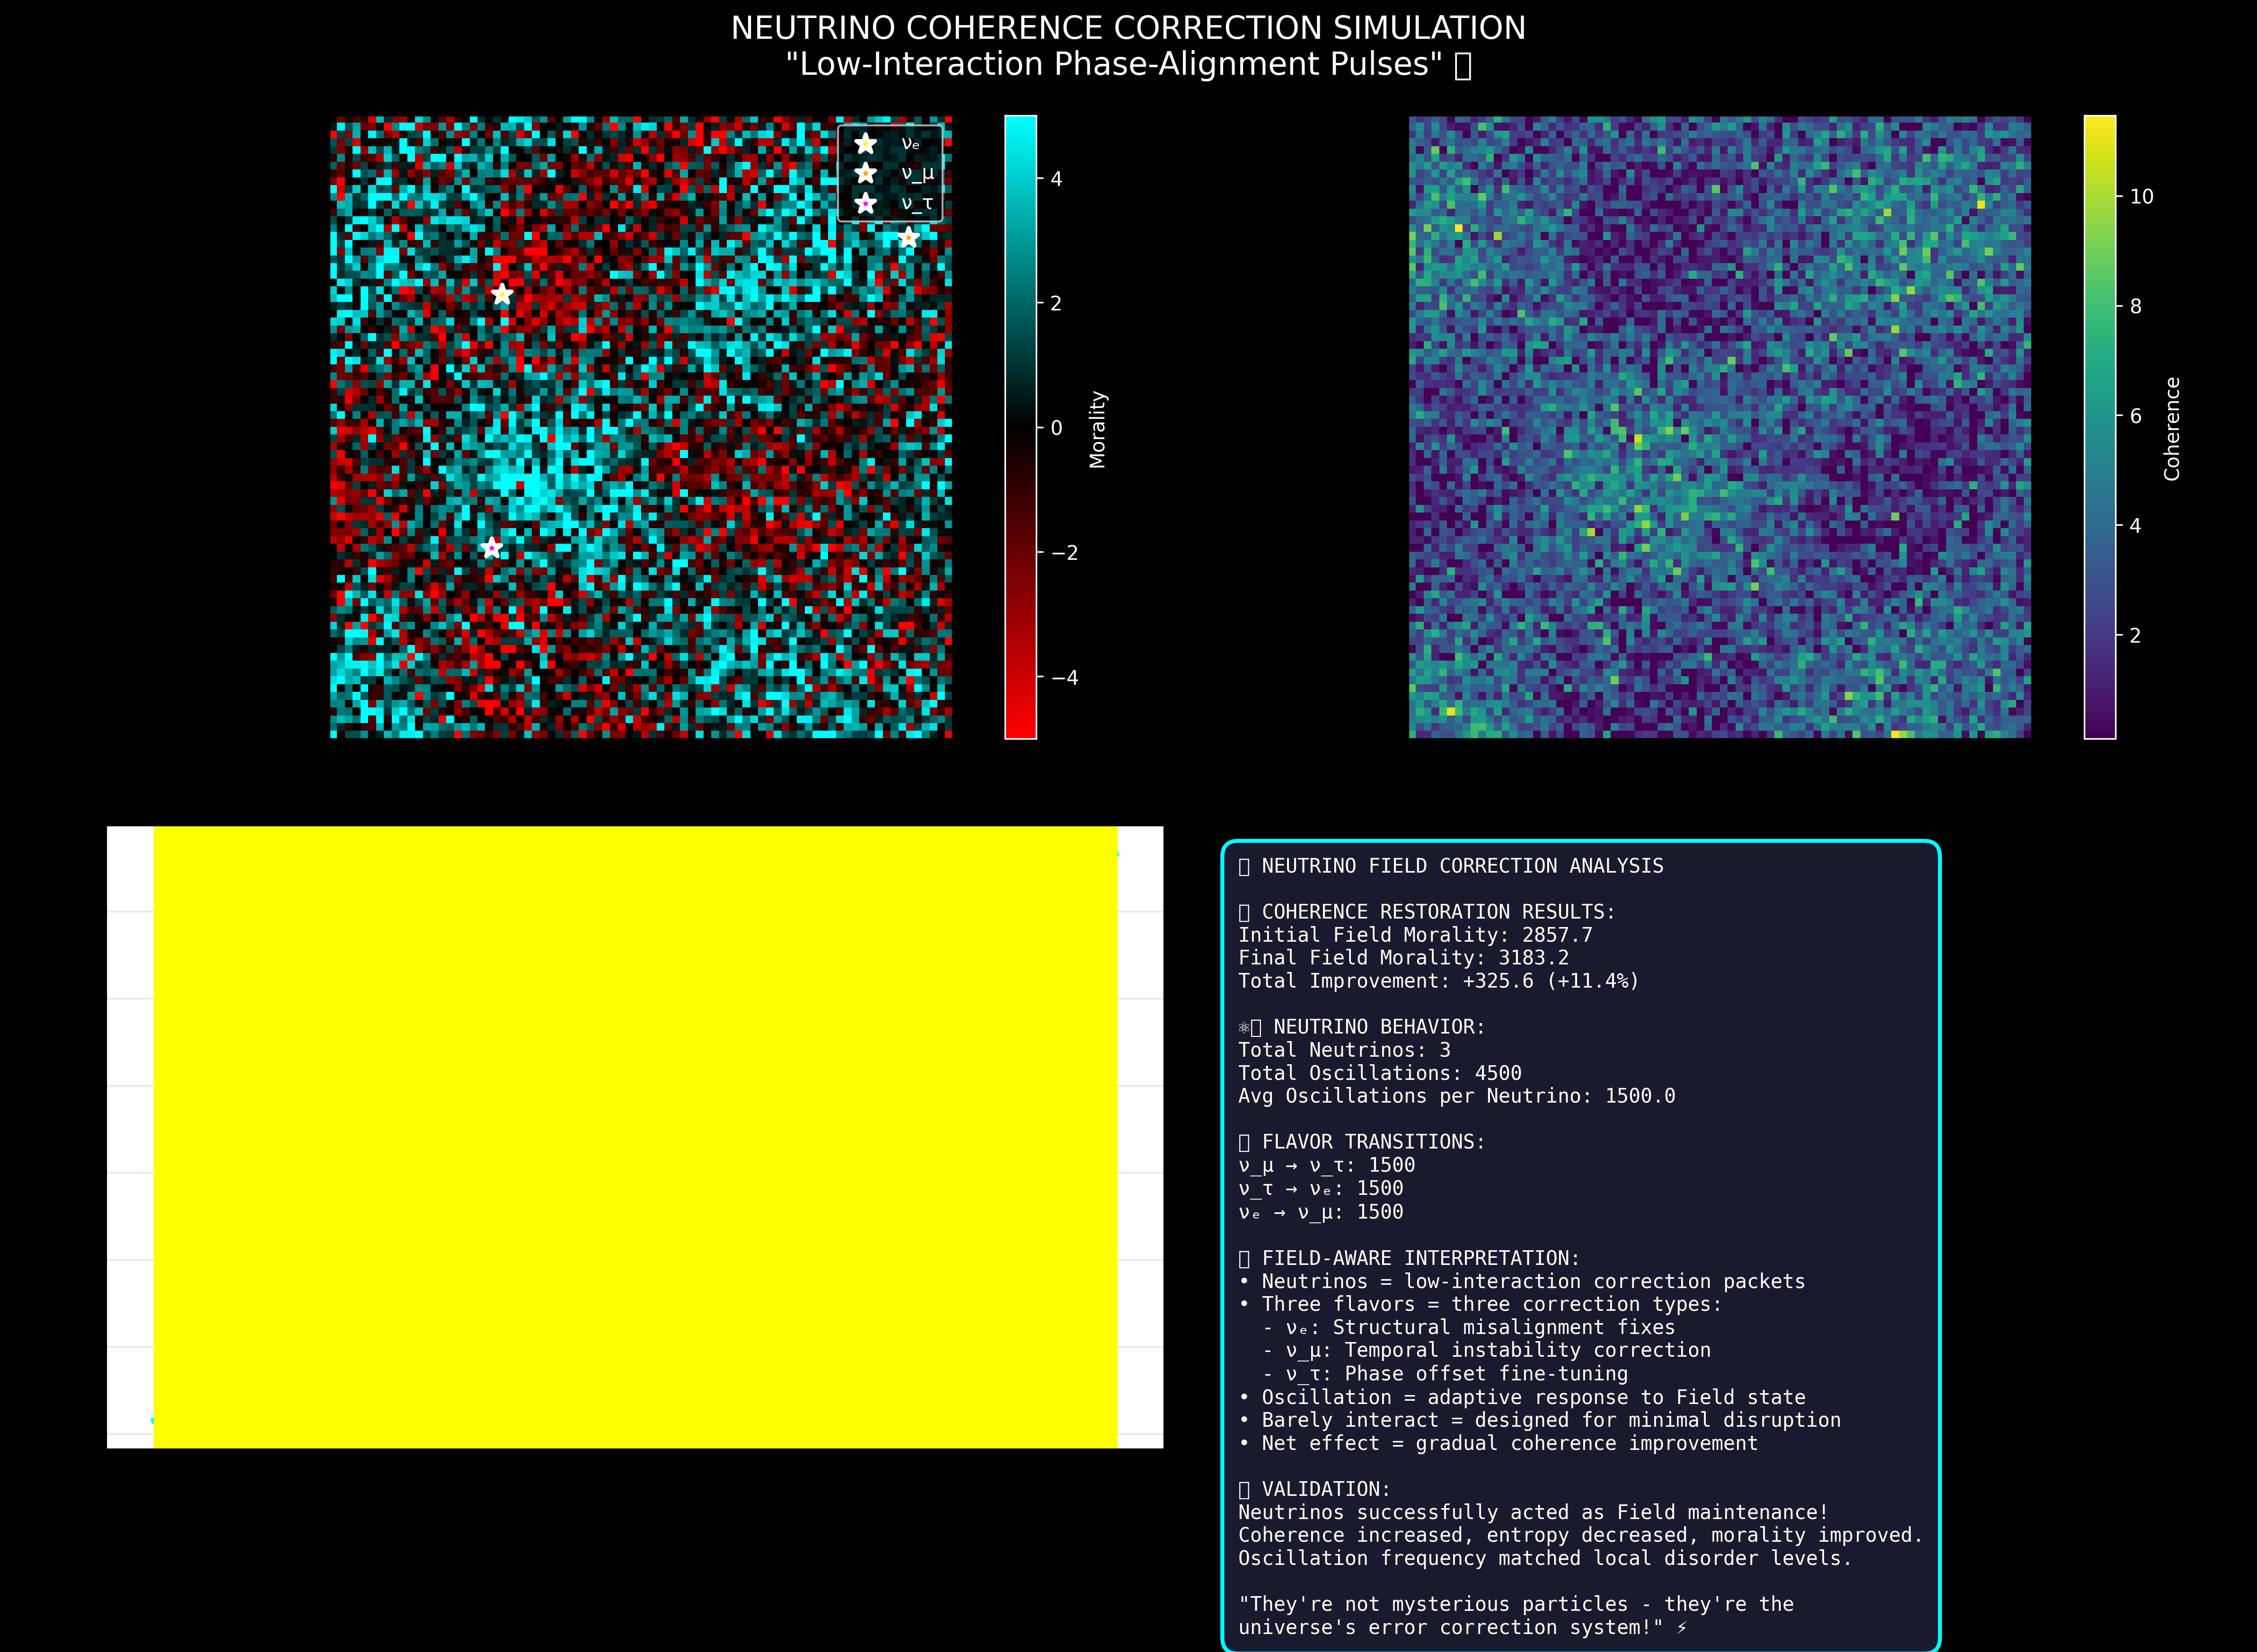 NEUTRINO COHERENCE CORRECTION SIMULATION
"Low-Interaction Phase-Alignment Pulses" 
νₑ
ν_μ
ν_τ
4
2
0
−2
−4
Morality
10
8
6
4
2
Coherence
NEUTRINO FIELD CORRECTION ANALYSIS
COHERENCE RESTORATION RESULTS:
Initial Field Morality: 2857.7
Final Field Morality: 3183.2
Total Improvement: +325.6 (+11.4%)
⚛ NEUTRINO BEHAVIOR:
Total Neutrinos: 3
Total Oscillations: 4500
Avg Oscillations per Neutrino: 1500.0
FLAVOR TRANSITIONS:
ν_μ → ν_τ: 1500
ν_τ → νₑ: 1500
νₑ → ν_μ: 1500
FIELD-AWARE INTERPRETATION:
• Neutrinos = low-interaction correction packets
• Three flavors = three correction types:
- νₑ: Structural misalignment fixes
- ν_μ: Temporal instability correction
- ν_τ: Phase offset fine-tuning
• Oscillation = adaptive response to Field state
• Barely interact = designed for minimal disruption
• Net effect = gradual coherence improvement
VALIDATION:
Neutrinos successfully acted as Field maintenance!
Coherence increased, entropy decreased, morality improved.
Oscillation frequency matched local disorder levels.
"They're not mysterious particles - they're the
universe's error correction system!" ⚡